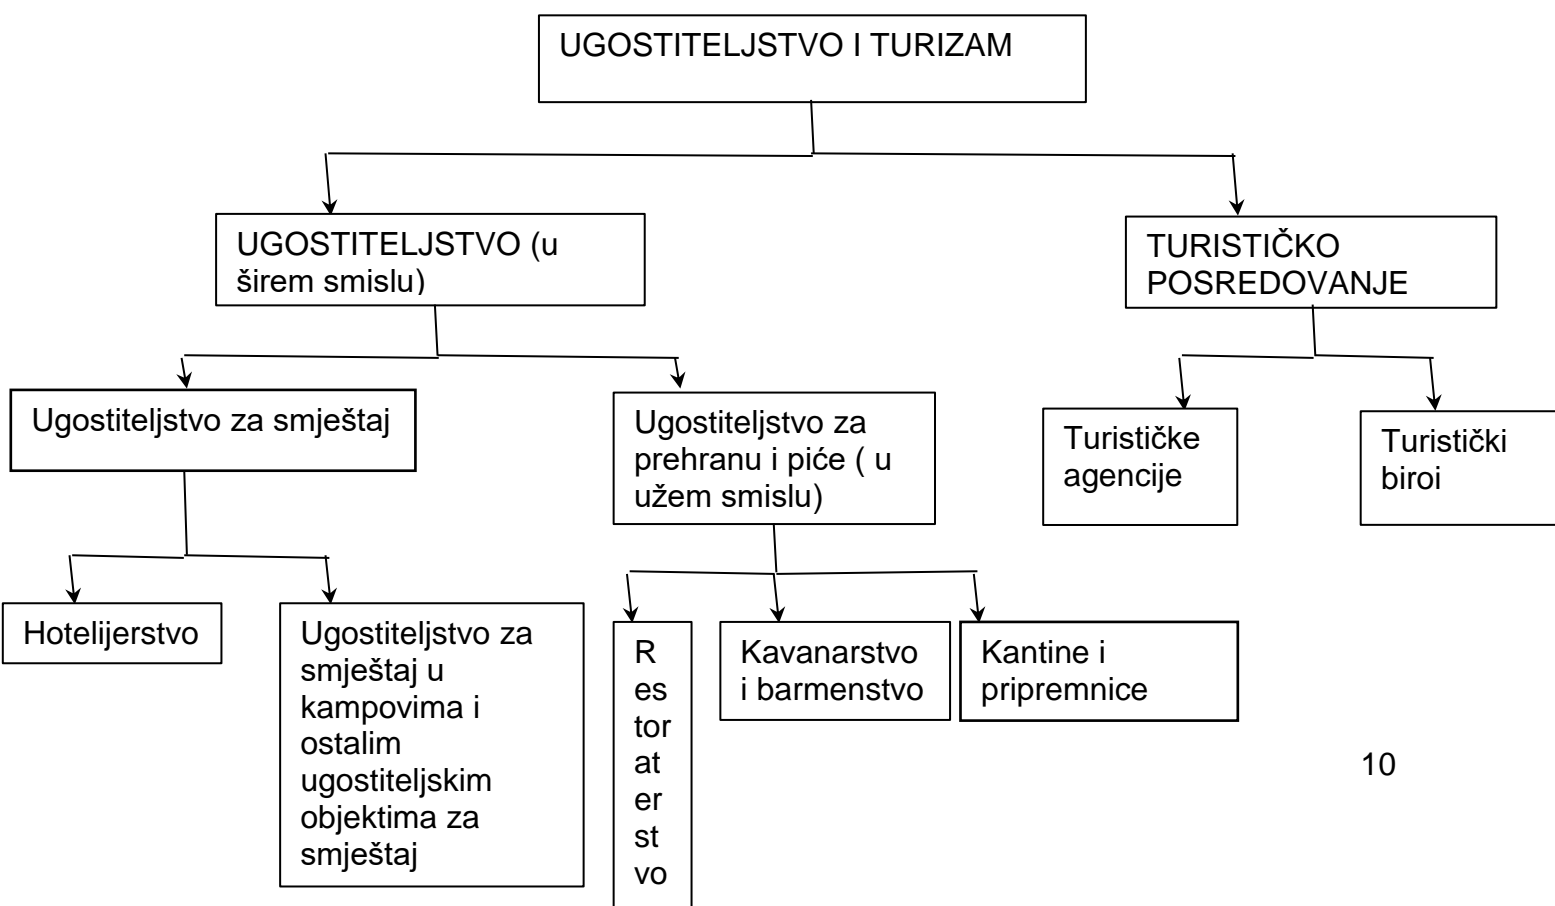 UGOSTITELJSTVO I TURIZAM
UGOSTITELJSTVO (u
širem smislu)
TURISTIČKO
POSREDOVANJE
Ugostiteljstvo za smještaj
Ugostiteljstvo za
prehranu i piće ( u
užem smislu)
Turističke
agencije
Turistički
biroi
Hotelijerstvo
Ugostiteljstvo za
smještaj u
kampovima i
ostalim
ugostiteljskim
objektima za
smještaj
R
es
tor
at
er
st
vo
Kavanarstvo
i barmenstvo
Kantine i
pripremnice
10